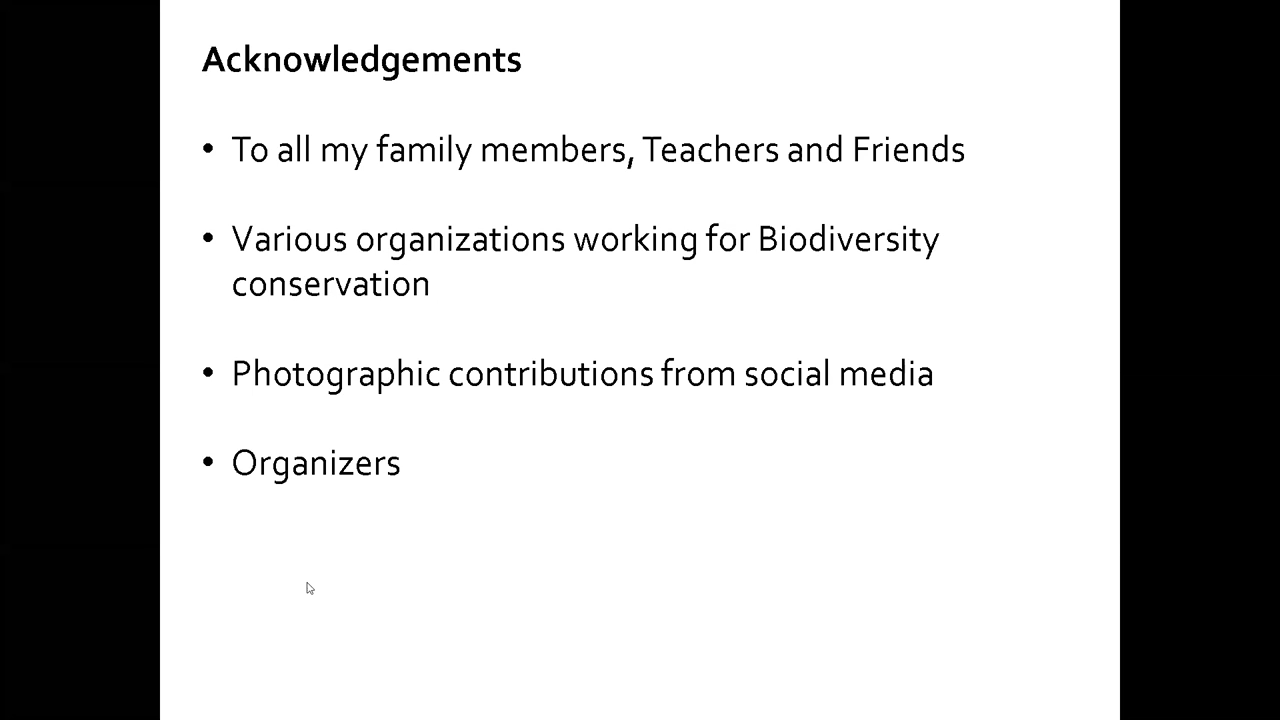 Acknowledgements
• To all my family members, Teachers and Friends
• Various organizations working for Biodiversity
conservation
• Photographic contributions from social media
• Organizers